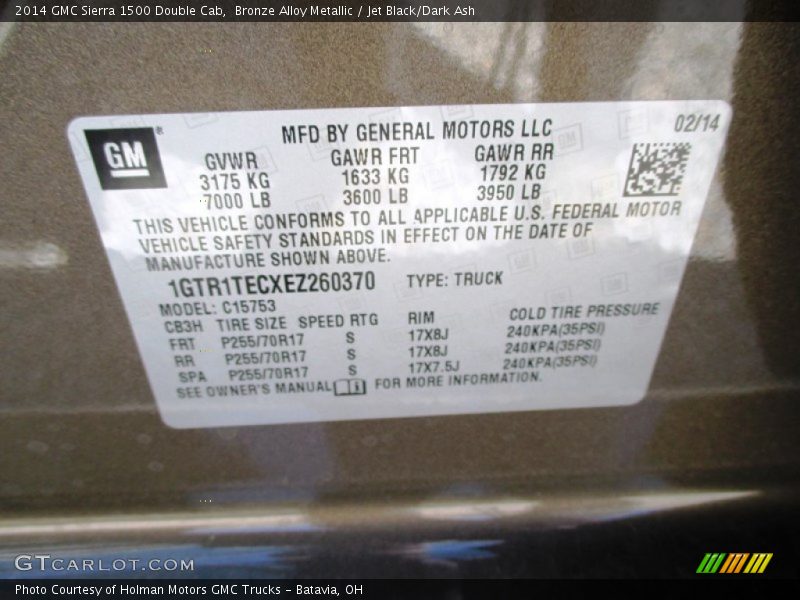 2014 GMC Sierra 1500 Double Cab,  Bronze Alloy Metallic / Jet Black/Dark Ash
GM ®
MFD BY GENERAL MOTORS LLC 02/14
GVWR GAWR FRT GAWR RR
3175 KG 1633 KG 1792 KG
7000 LB 3600 LB 3950 LB
THIS VEHICLE CONFORMS TO ALL APPLICABLE U.S. FEDERAL MOTOR
VEHICLE SAFETY STANDARDS IN EFFECT ON THE DATE OF
MANUFACTURE SHOWN ABOVE.
1GTR1TECXEZ260370 TYPE: TRUCK
MODEL: C15753
CB3H TIRE SIZE SPEED RTG RIM COLD TIRE PRESSURE
FRT P255/70R17 S 17X8J 240KPA(35PSI)
RR P255/70R17 S 17X8J 240KPA(35PSI)
SPA P255/70R17 S 17X7.5J 240KPA(35PSI)
SEE OWNER'S MANUAL FOR MORE INFORMATION.
GTCARLOT.COM
Photo Courtesy of Holman Motors GMC Trucks - Batavia, OH